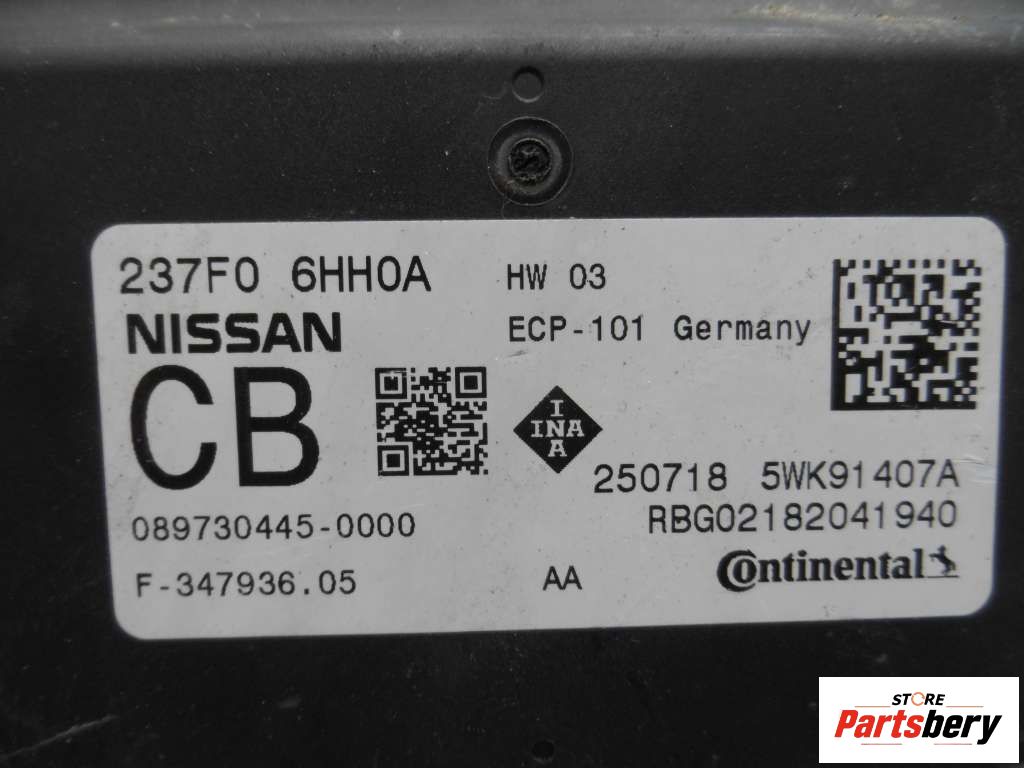 237F0 6HH0A HW 03
NISSAN ECP-101 Germany
CB
INA
INA
250718 5WK91407A
089730445-0000 RBG02182041940
F-347936.05 AA Continental
STORE
Partsbery